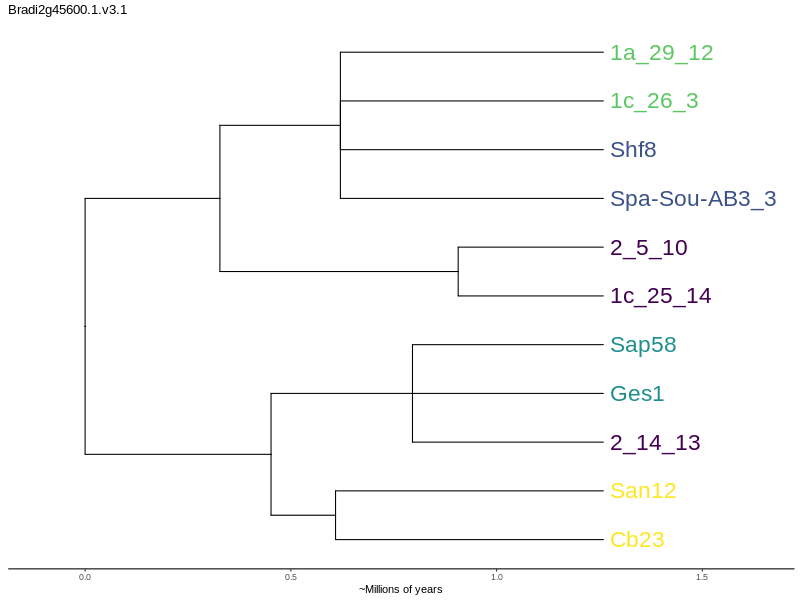 Bradi2g45600.1.v3.1
1a_29_12
1c_26_3
Shf8
Spa-Sou-AB3_3
2_5_10
1c_25_14
Sap58
Ges1
2_14_13
San12
Cb23
0.0 0.5 1.0 1.5
~Millions of years